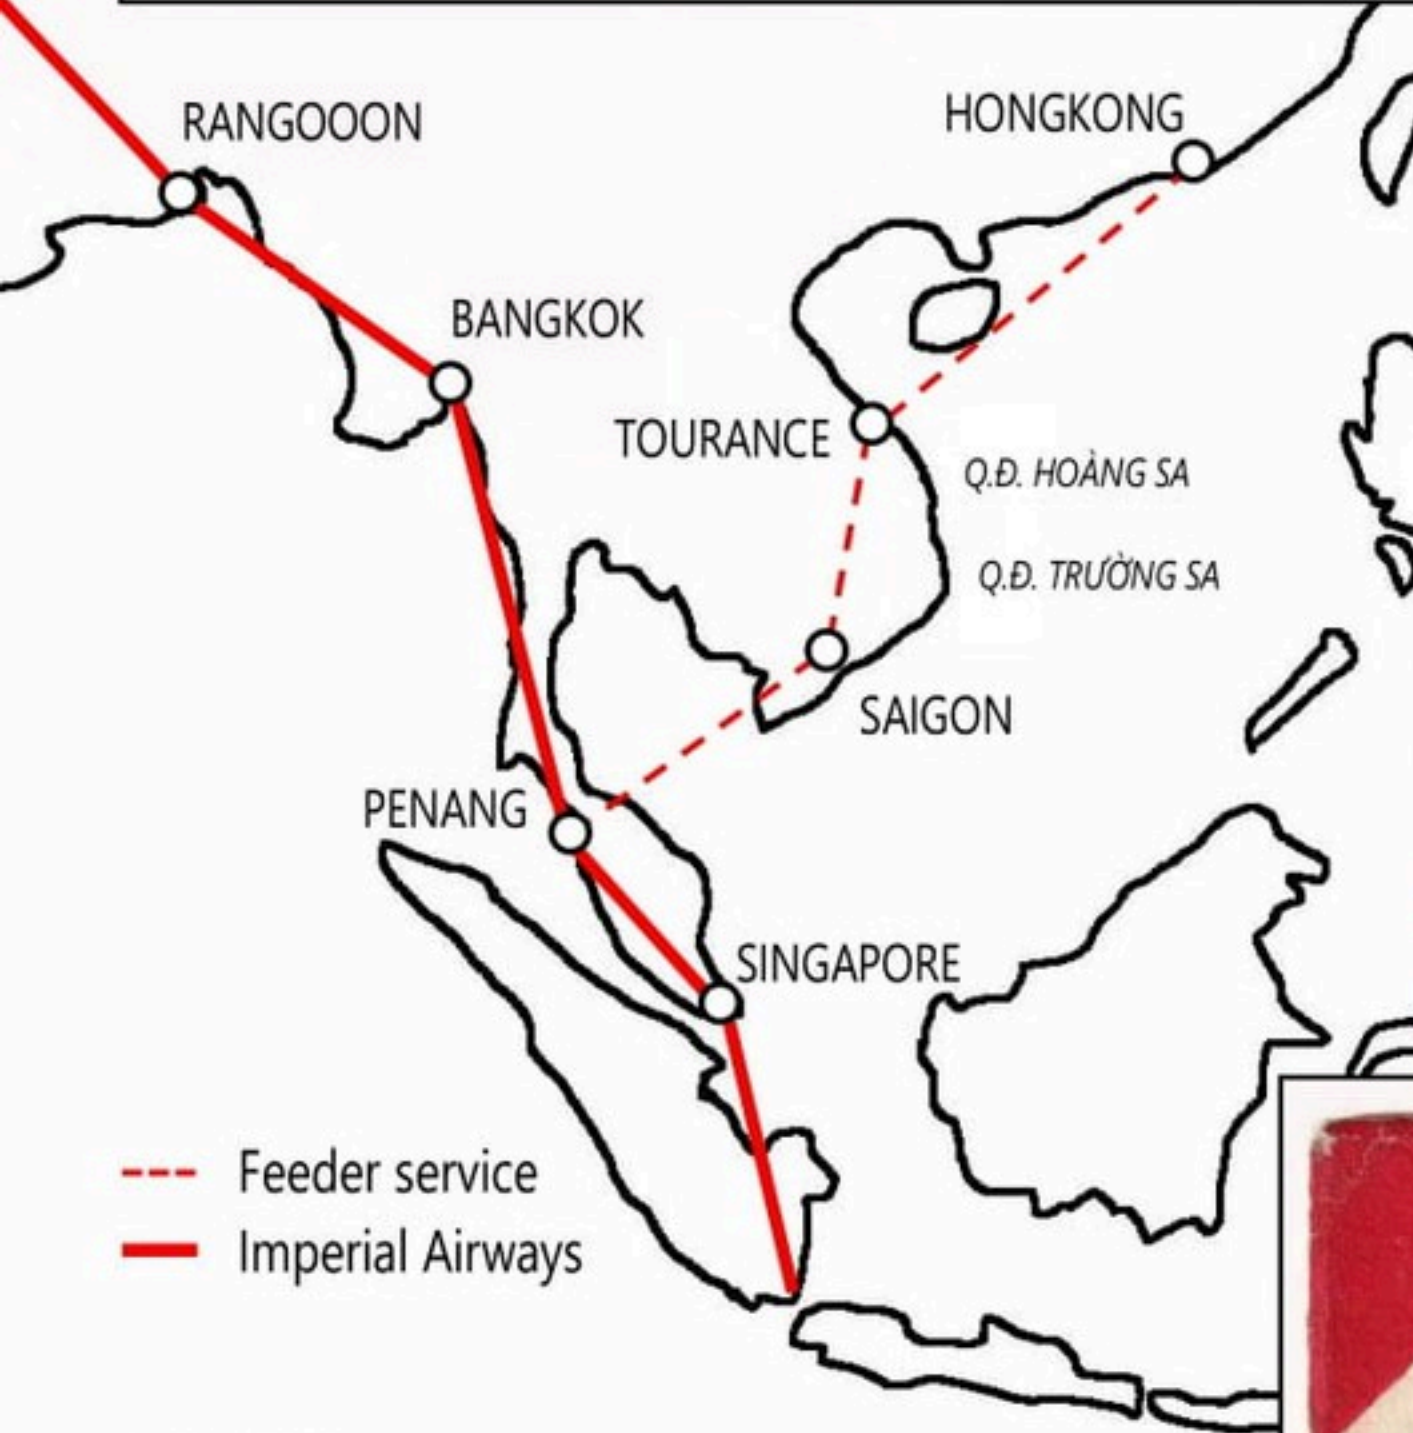 HONGKONG
RANGOOON
BANGKOK
TOURANCE
Q.Đ. HOÀNG SA
Q.Đ. TRƯỜNG SA
SAIGON
PENANG
SINGAPORE
Feeder service
Imperial Airways